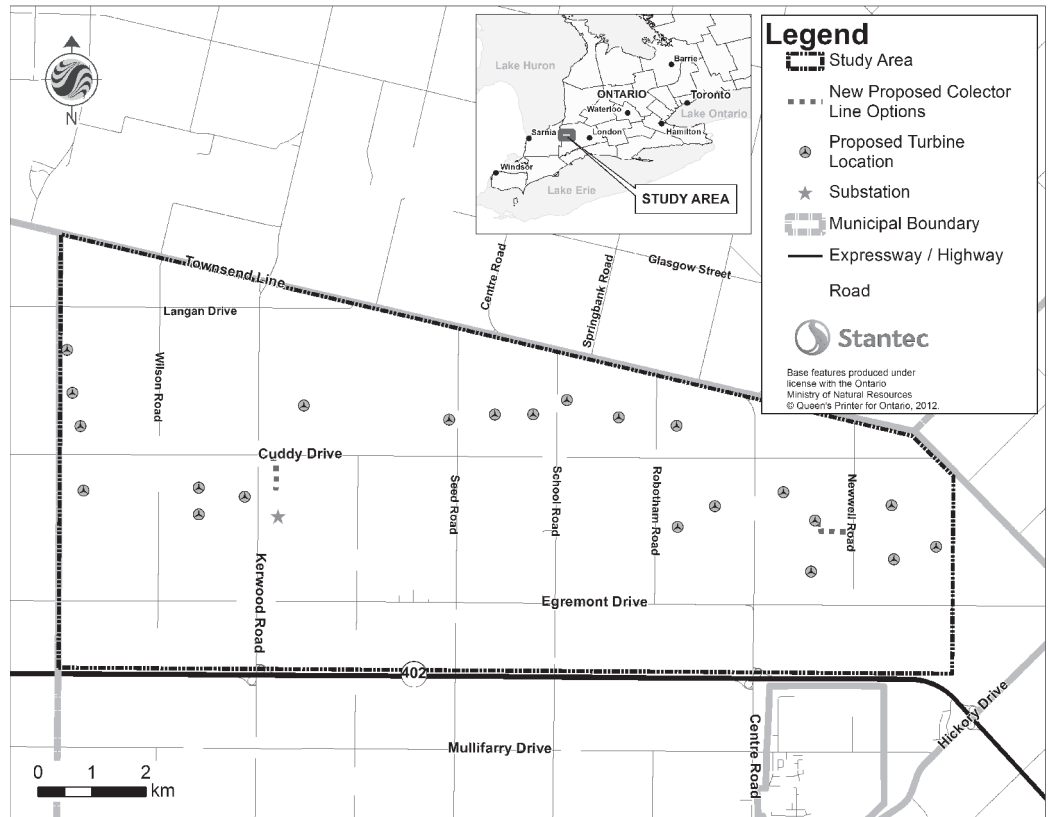 Legend
Study Area
New Proposed Colector
Line Options
Proposed Turbine
Location
Substation
Municipal Boundary
Expressway / Highway
Road
Stantec
Base features produced under
license with the Ontario
Ministry of Natural Resources
© Queen's Printer for Ontario, 2012.
N
Lake Huron
Barrie
ONTARIO
Toronto
Waterloo
Lake Ontario
Sarnia
London
Hamilton
Windsor
Lake Erie
STUDY AREA
Townsend Line
Centre Road
Springbank Road
Glasgow Street
Langan Drive
Wilson Road
Cuddy Drive
Seed Road
School Road
Robotham Road
Newwell Road
Kerwood Road
Egremont Drive
402
Hickory Drive
Centre Road
Mullifarry Drive
0 1 2
km